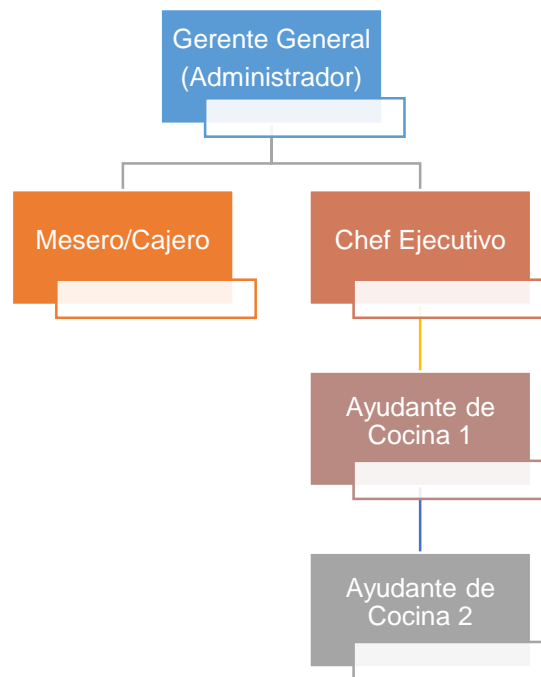 Gerente General
(Administrador)
Mesero/Cajero
Chef Ejecutivo
Ayudante de
Cocina 1
Ayudante de
Cocina 2